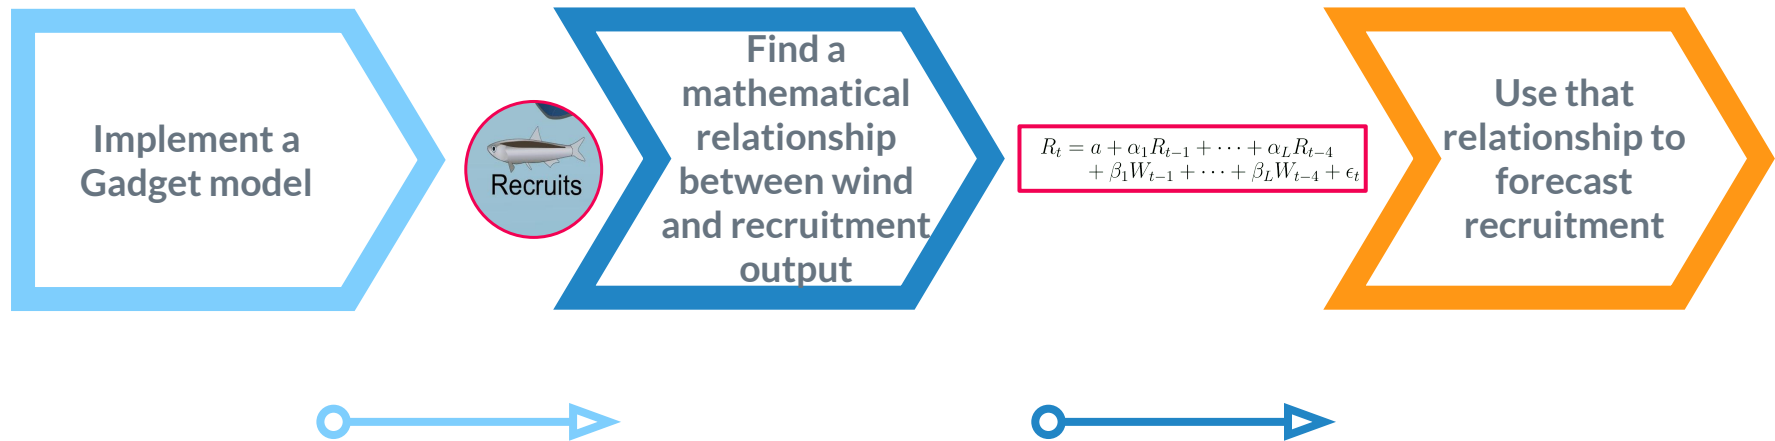 Implement a
Gadget model
Recruits
Find a
mathematical
relationship
between wind
and recruitment
output
R_t = a + α_1R_{t−1} + ⋯ + α_LR_{t−4}
+ β_1W_{t−1} + ⋯ + β_LW_{t−4} + ϵ_t
Use that
relationship to
forecast
recruitment